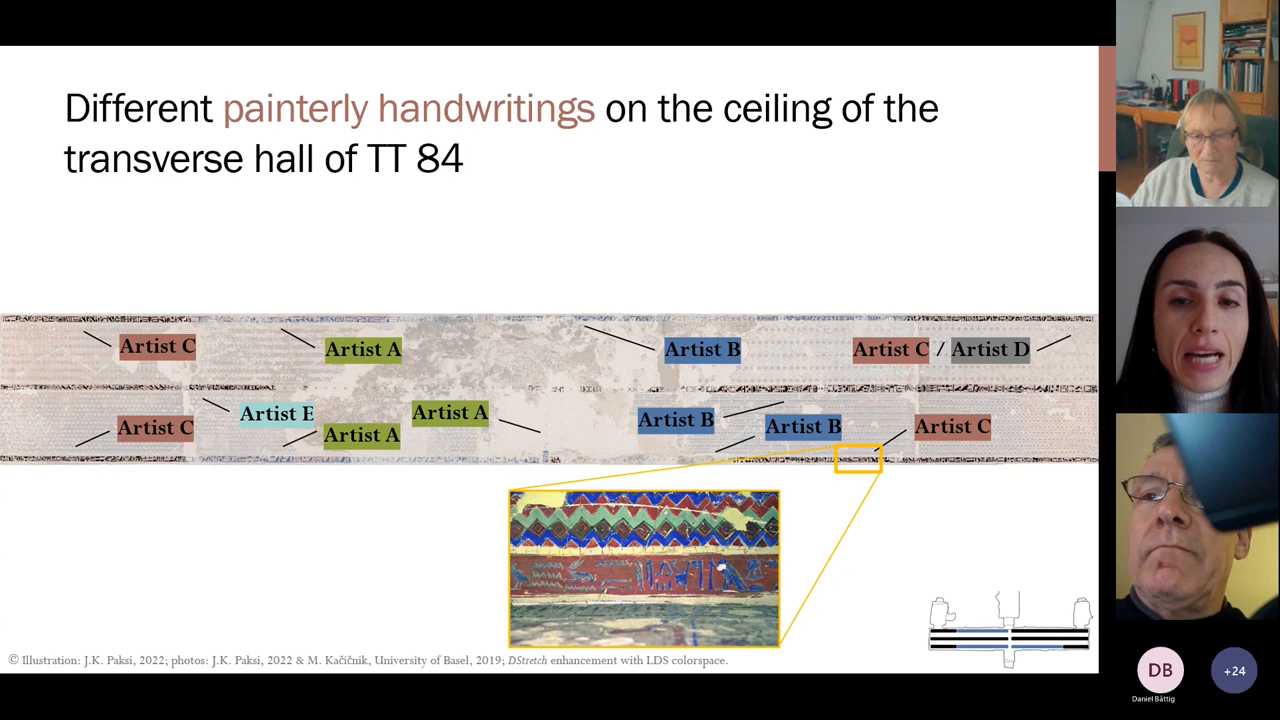 Different painterly handwritings on the ceiling of the
transverse hall of TT 84
Artist C
Artist A
Artist B
Artist C / Artist D
Artist C
Artist E
Artist A
Artist A
Artist B
Artist B
Artist C
© Illustration: J.K. Paksi, 2022; photos: J.K. Paksi, 2022 & M. Kačičnik, University of Basel, 2019; DStretch enhancement with LDS colorspace.
DB
Daniel Bättig
+24